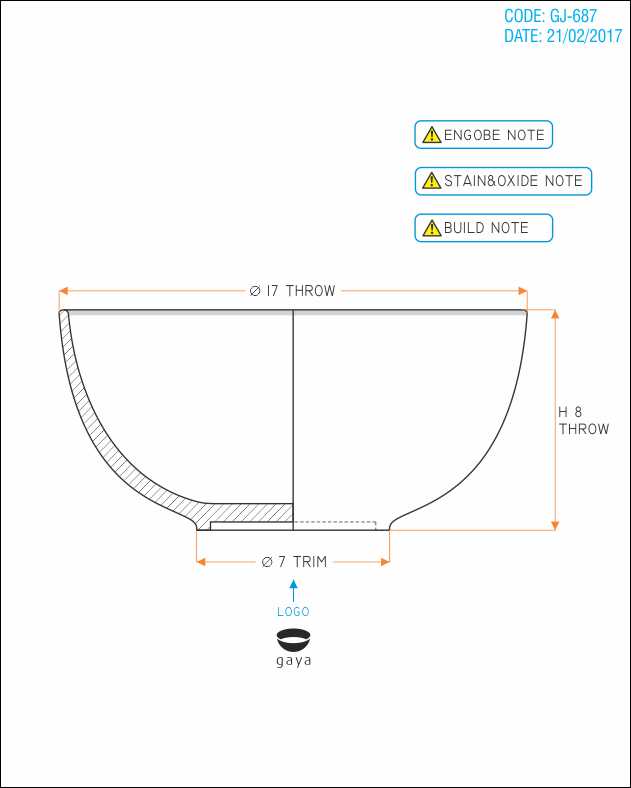 CODE: GJ-687
DATE: 21/02/2017
ENGOBE NOTE
STAIN&OXIDE NOTE
BUILD NOTE
Ø 17 THROW
H 8
THROW
Ø 7 TRIM
LOGO
gaya